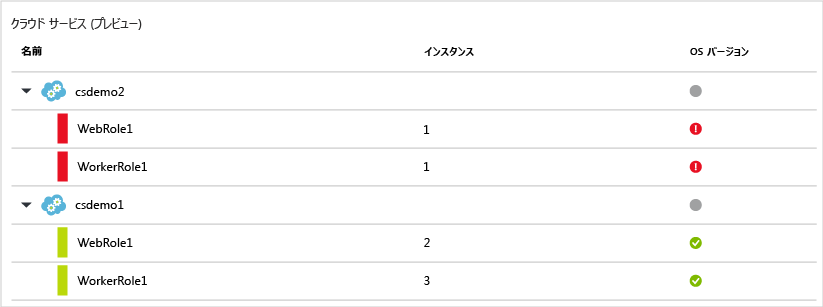 クラウド サービス (プレビュー)
名前 インスタンス OS バージョン
csdemo2
WebRole1 1
WorkerRole1 1
csdemo1
WebRole1 2
WorkerRole1 3